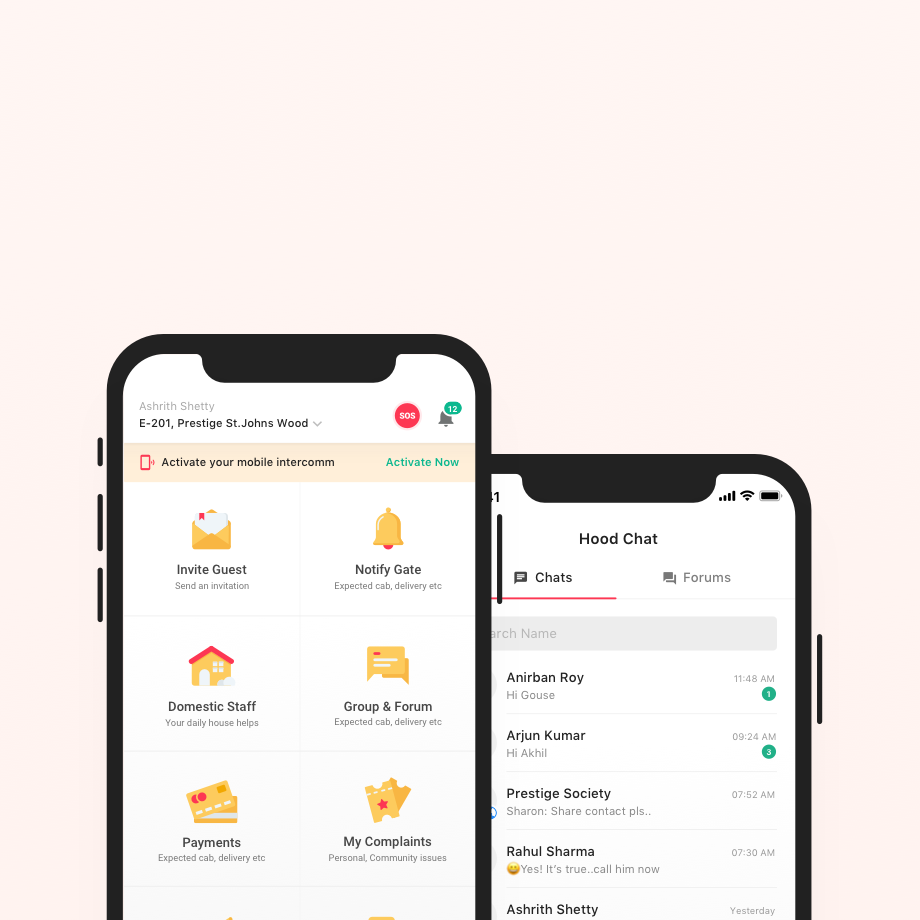 Ashrith Shetty
E-201, Prestige St.Johns Wood
SOS
12
Activate your mobile intercomm
Activate Now
Invite Guest
Send an invitation
Notify Gate
Expected cab, delivery etc
Domestic Staff
Your daily house helps
Group & Forum
Expected cab, delivery etc
Payments
Expected cab, delivery etc
My Complaints
Personal, Community issues
41
Hood Chat
Chats
Forums
arch Name
Anirban Roy
11:48 AM
Hi Gouse
1
Arjun Kumar
09:24 AM
Hi Akhil
3
Prestige Society
07:52 AM
Sharon: Share contact pls..
Rahul Sharma
07:30 AM
😄Yes! It's true..call him now
Ashrith Shetty
Yesterday